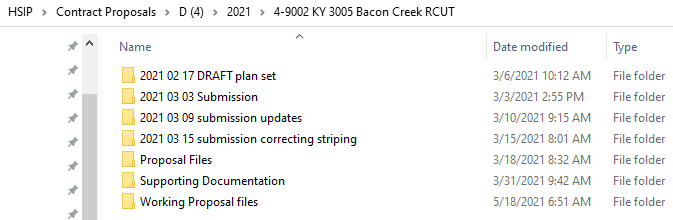 HSIP > Contract Proposals > D (4) > 2021 > 4-9002 KY 3005 Bacon Creek RCUT
Name Date modified Type
2021 02 17 DRAFT plan set 3/6/2021 10:12 AM File folder
2021 03 03 Submission 3/3/2021 2:55 PM File folder
2021 03 09 submission updates 3/10/2021 9:15 AM File folder
2021 03 15 submission correcting striping 3/15/2021 8:01 AM File folder
Proposal Files 3/18/2021 8:32 AM File folder
Supporting Documentation 3/31/2021 9:42 AM File folder
Working Proposal files 5/18/2021 6:51 AM File folder